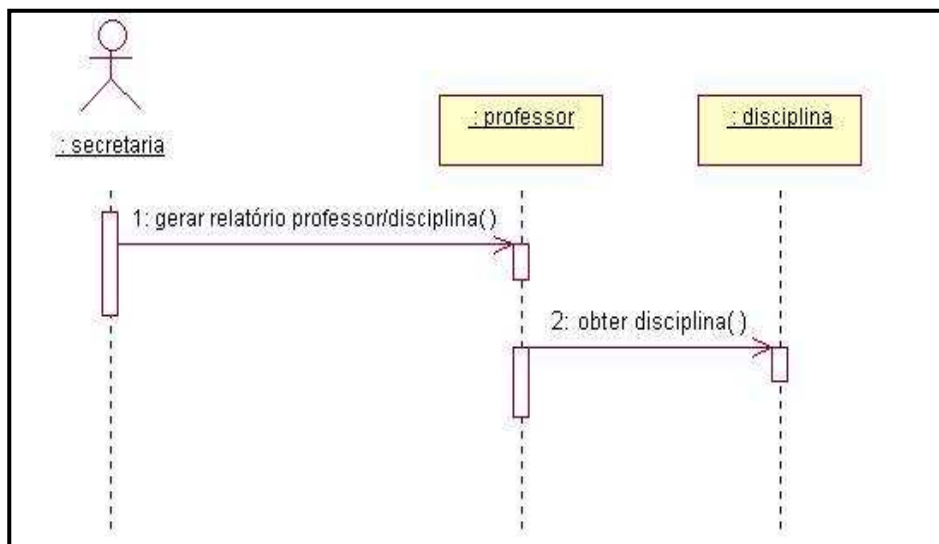 : secretaria
: professor
: disciplina
1: gerar relatório professor/disciplina( )
2: obter disciplina( )